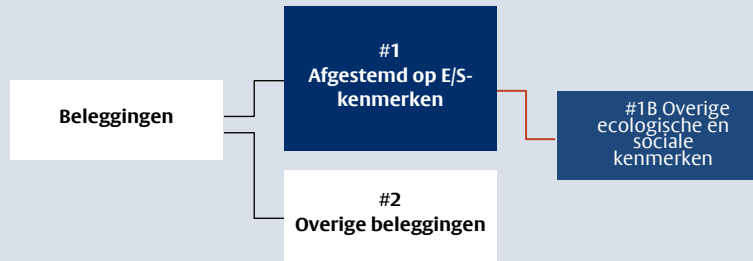 Beleggingen
#1
Afgestemd op E/S-
kenmerken
#1B Overige
ecologische en
sociale
kenmerken
#2
Overige beleggingen